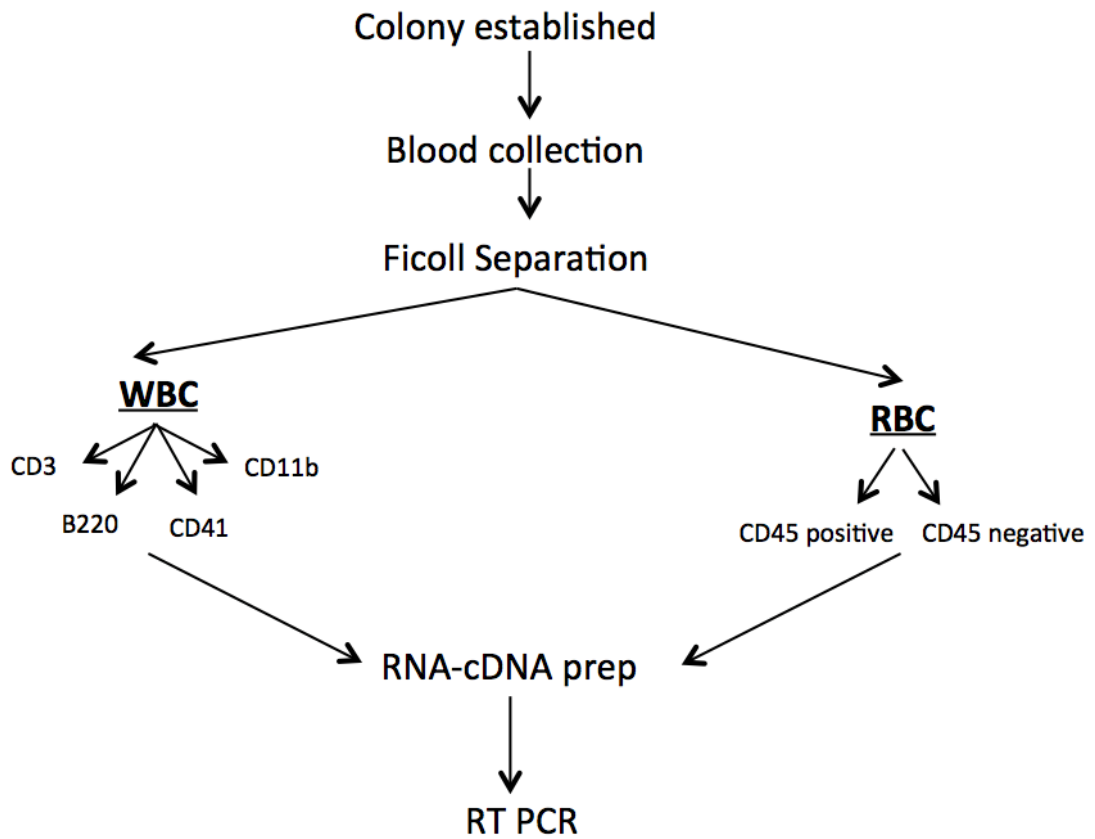 Colony established
Blood collection
Ficoll Separation
WBC
RBC
CD3
CD11b
B220
CD41
CD45 positive
CD45 negative
RNA-cDNA prep
RT PCR